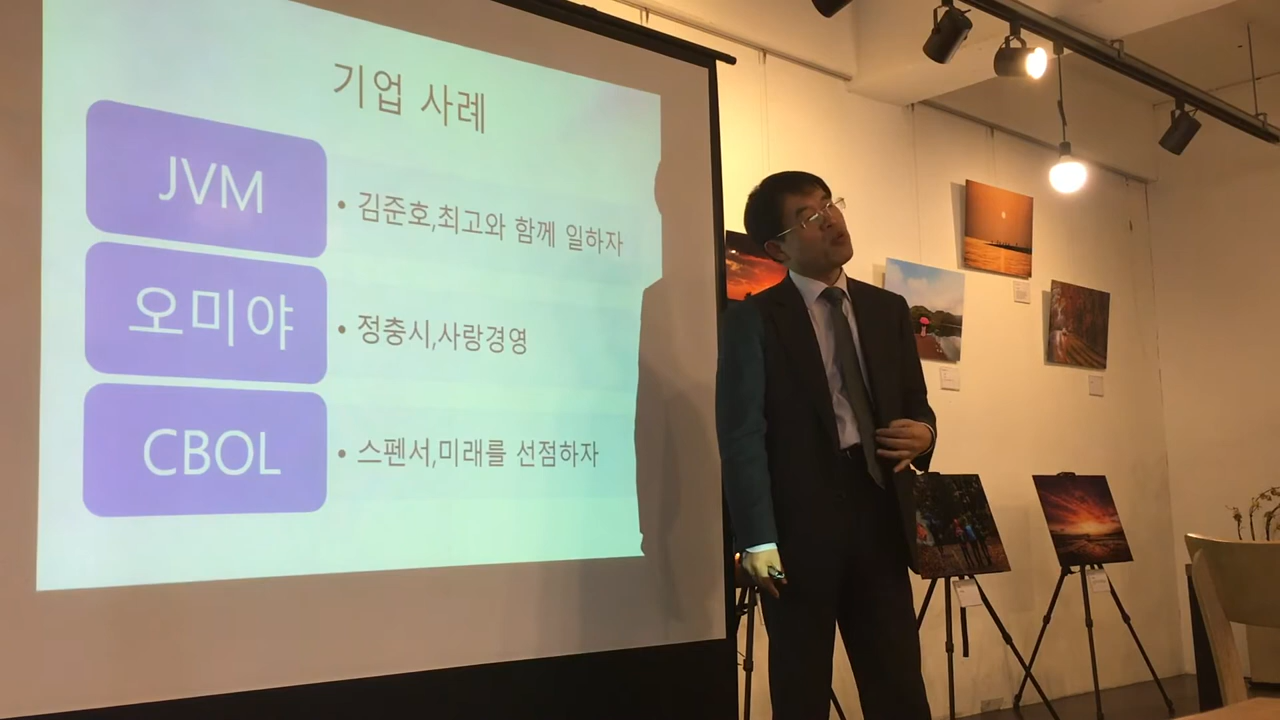 기업 사례
JVM
• 김준호,최고와 함께 일하자
오미야
• 정충시,사랑경영
CBOL
• 스펜서,미래를 선점하자